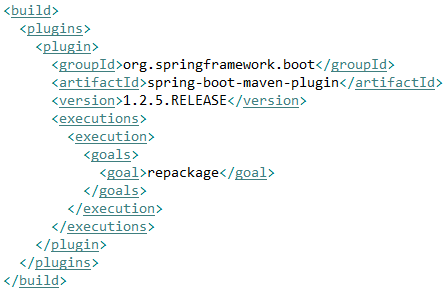 <build>
<plugins>
<plugin>
<groupId>org.springframework.boot</groupId>
<artifactId>spring-boot-maven-plugin</artifactId>
<version>1.2.5.RELEASE</version>
<executions>
<execution>
<goals>
<goal>repackage</goal>
</goals>
</execution>
</executions>
</plugin>
</plugins>
</build>